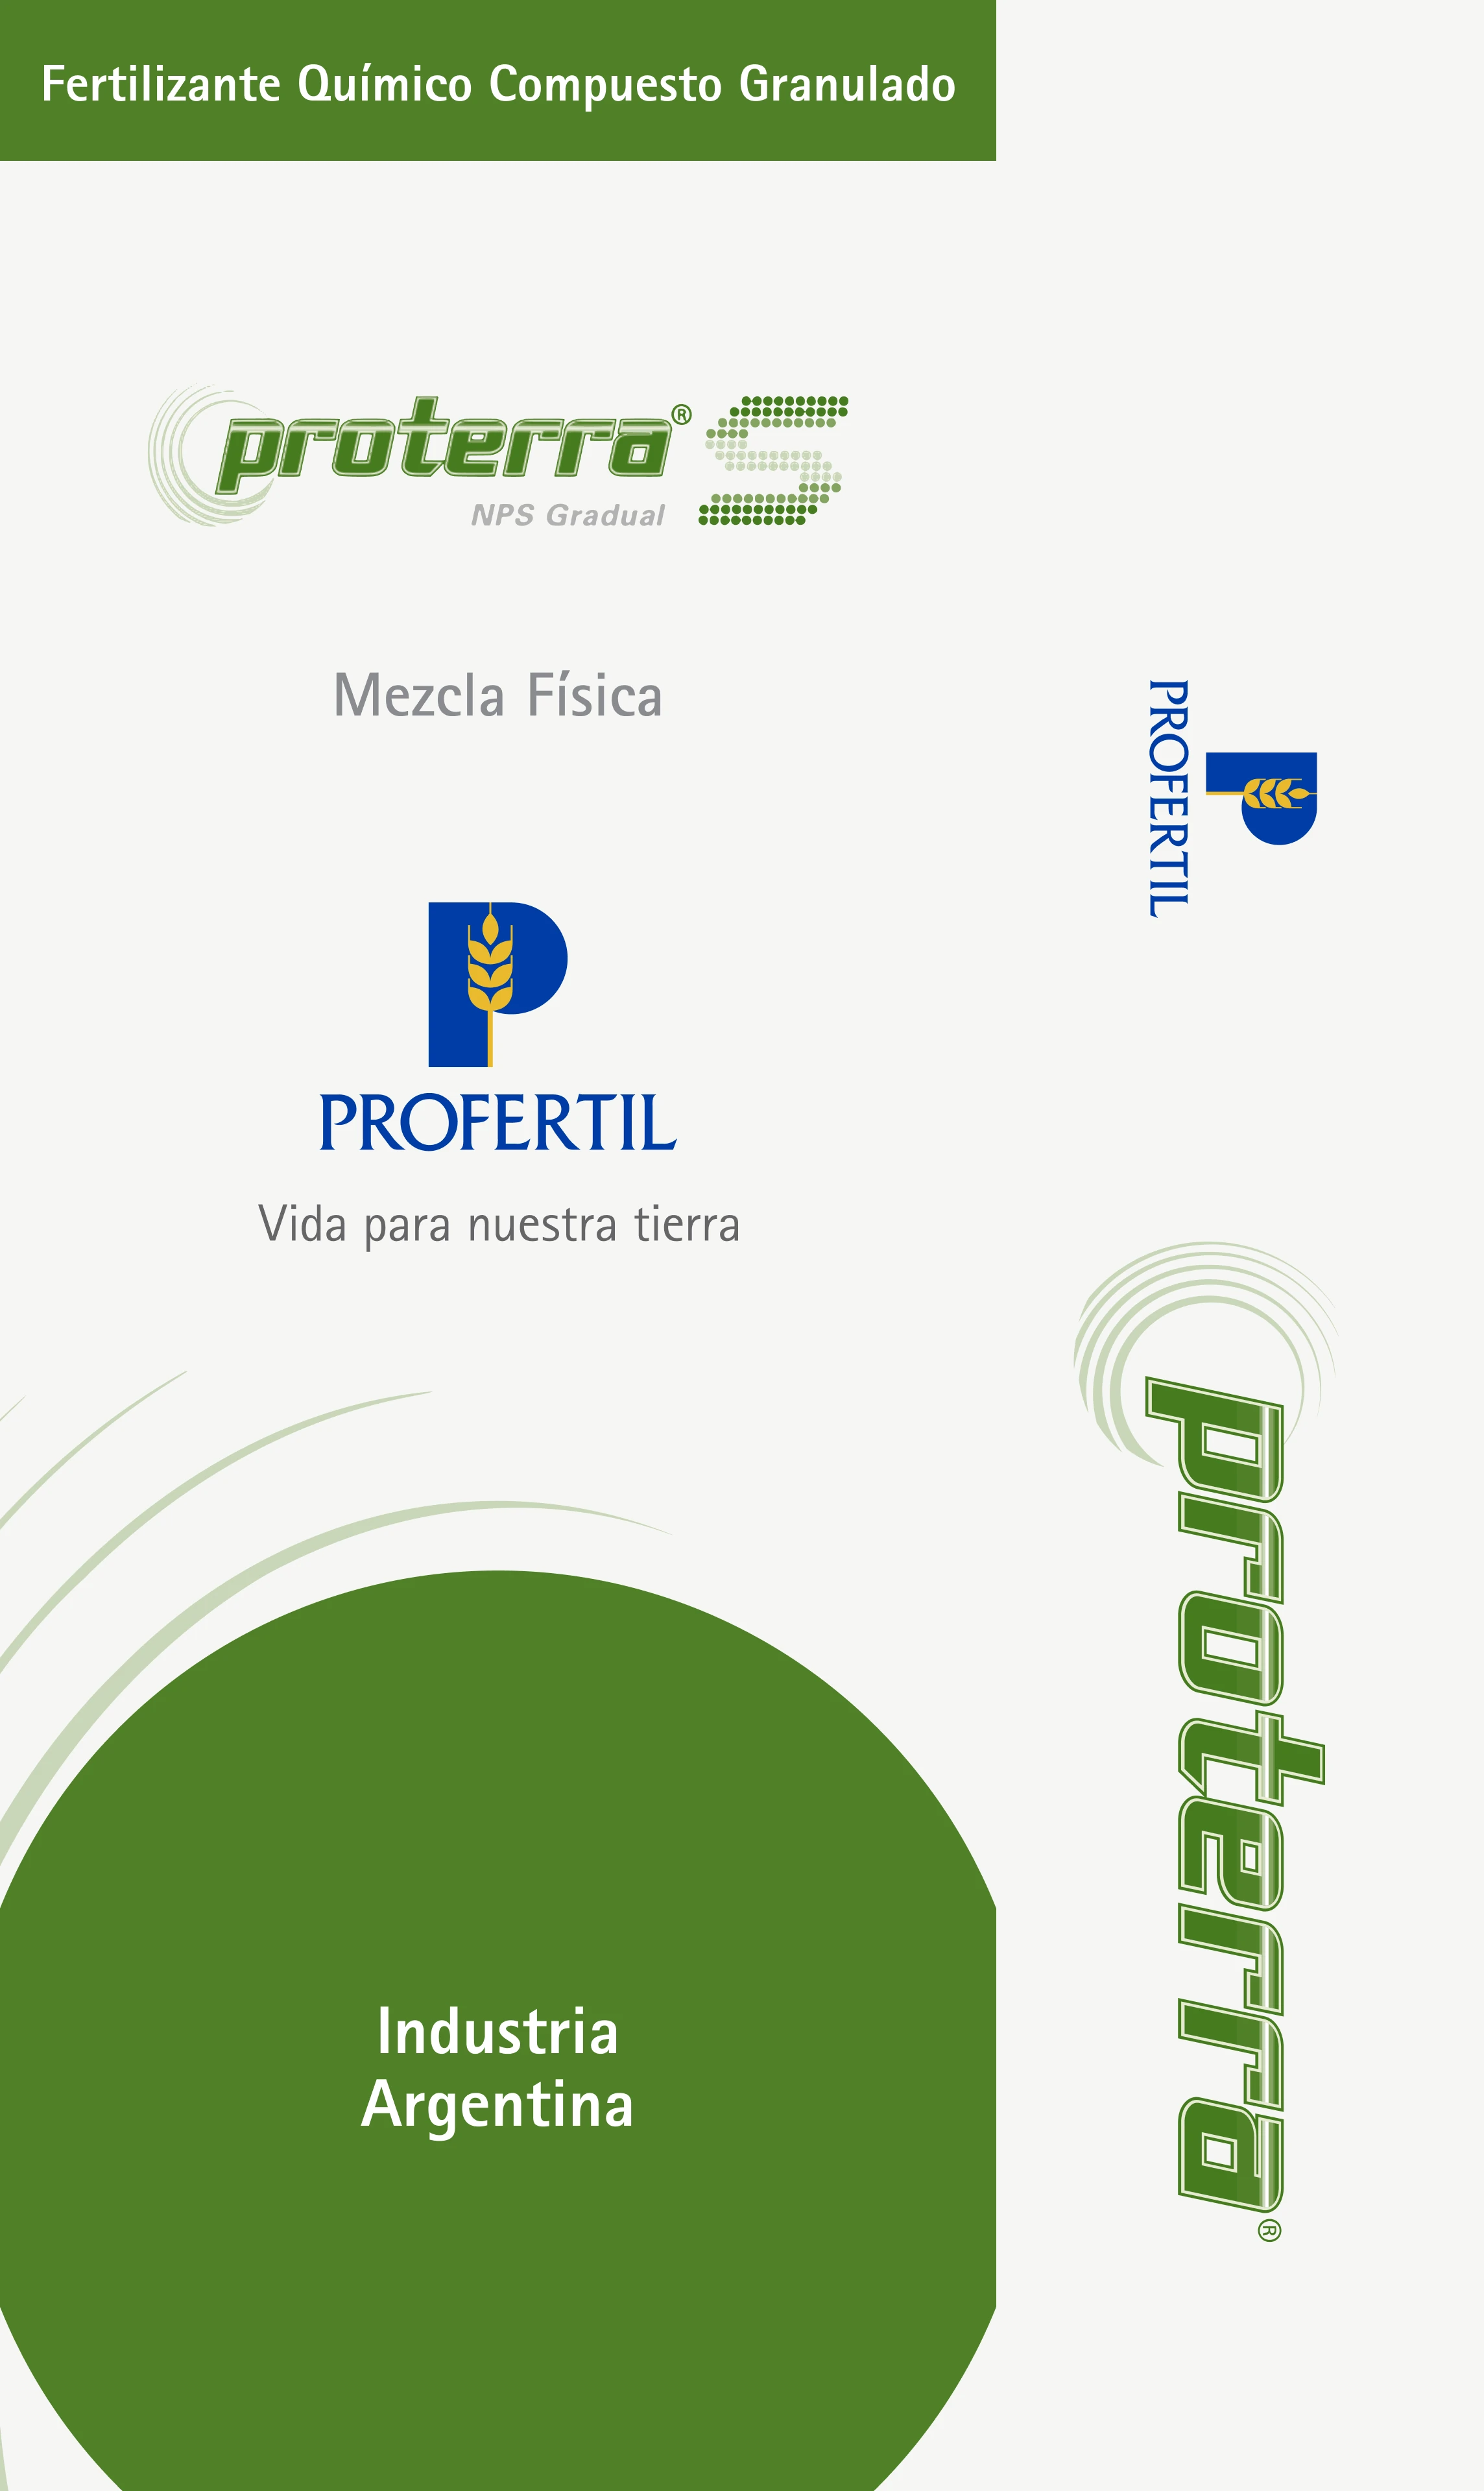 Fertilizante Químico Compuesto Granulado
proterra® S
NPS Gradual
Mezcla Física
PROFERTIL
Vida para nuestra tierra
Industria
Argentina
PROFERTIL
proterra®